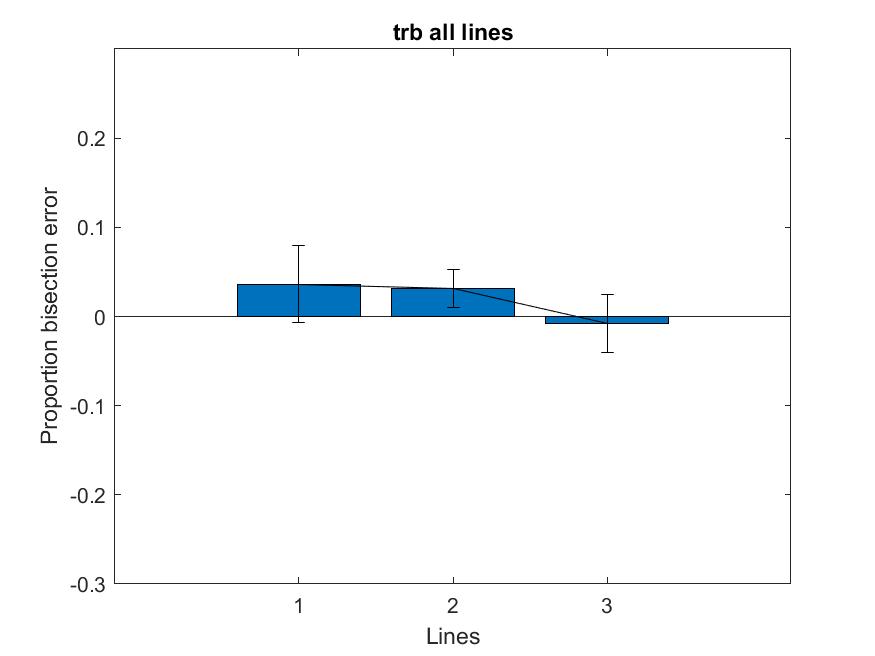 trb all lines
0.2
0.1
0
-0.1
-0.2
-0.3
Proportion bisection error
1 2 3
Lines